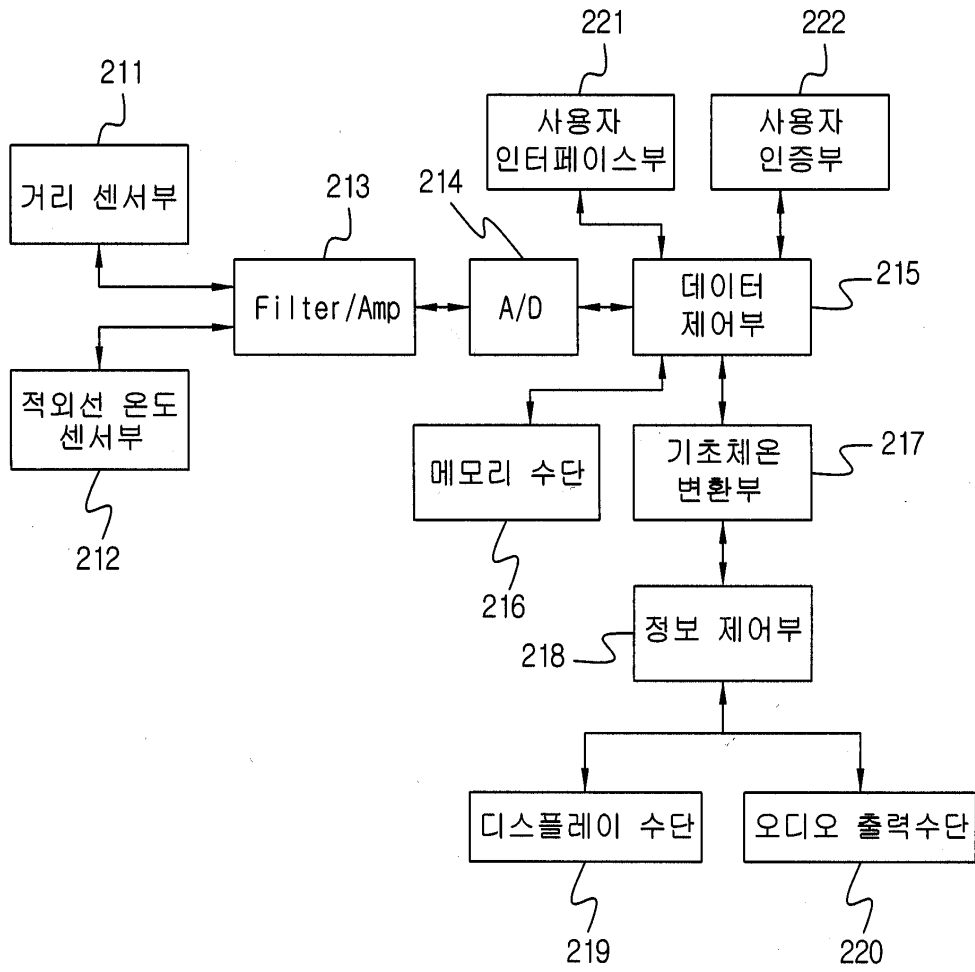 221
222
사용자
인터페이스부
사용자
인증부
211
거리 센서부
213
214
Filter/Amp
A/D
데이터
제어부
215
적외선 온도
센서부
212
메모리 수단
216
기초체온
변환부
217
정보 제어부
218
디스플레이 수단
오디오 출력수단
219
220